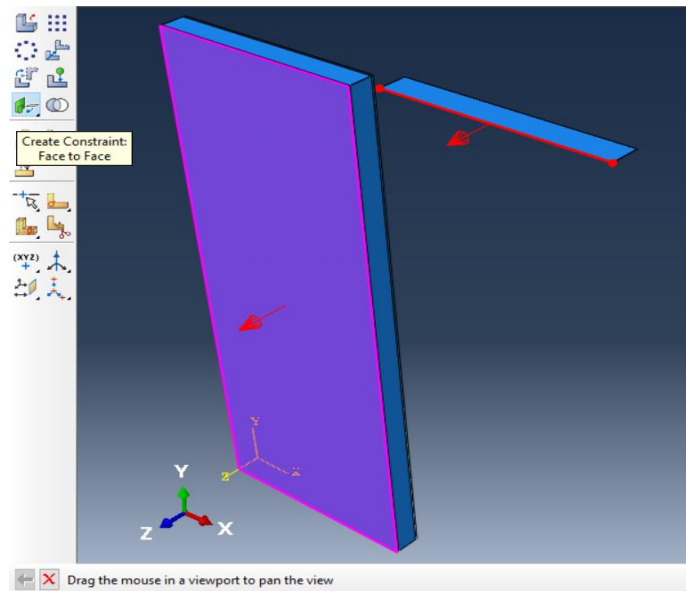 (XYZ)
Create Constraint:
Face to Face
Y
Z
X
Y
Z
X
Drag the mouse in a viewport to pan the view